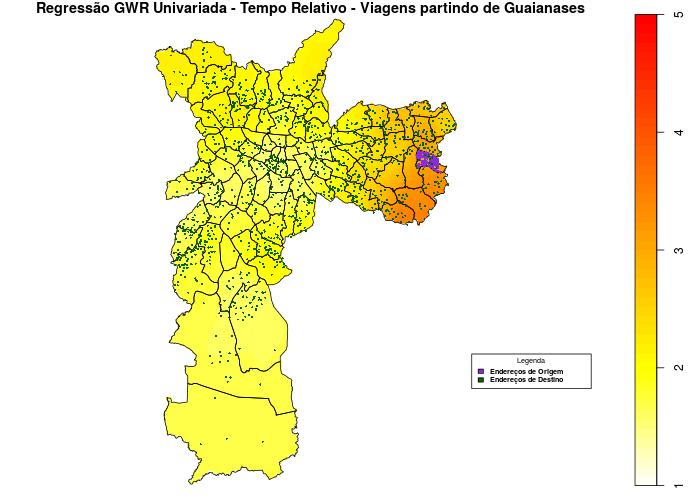 Regressão GWR Univariada - Tempo Relativo - Viagens partindo de Guaianases
5
4
3
2
1
Legenda
Endereços de Origem
Endereços de Destino